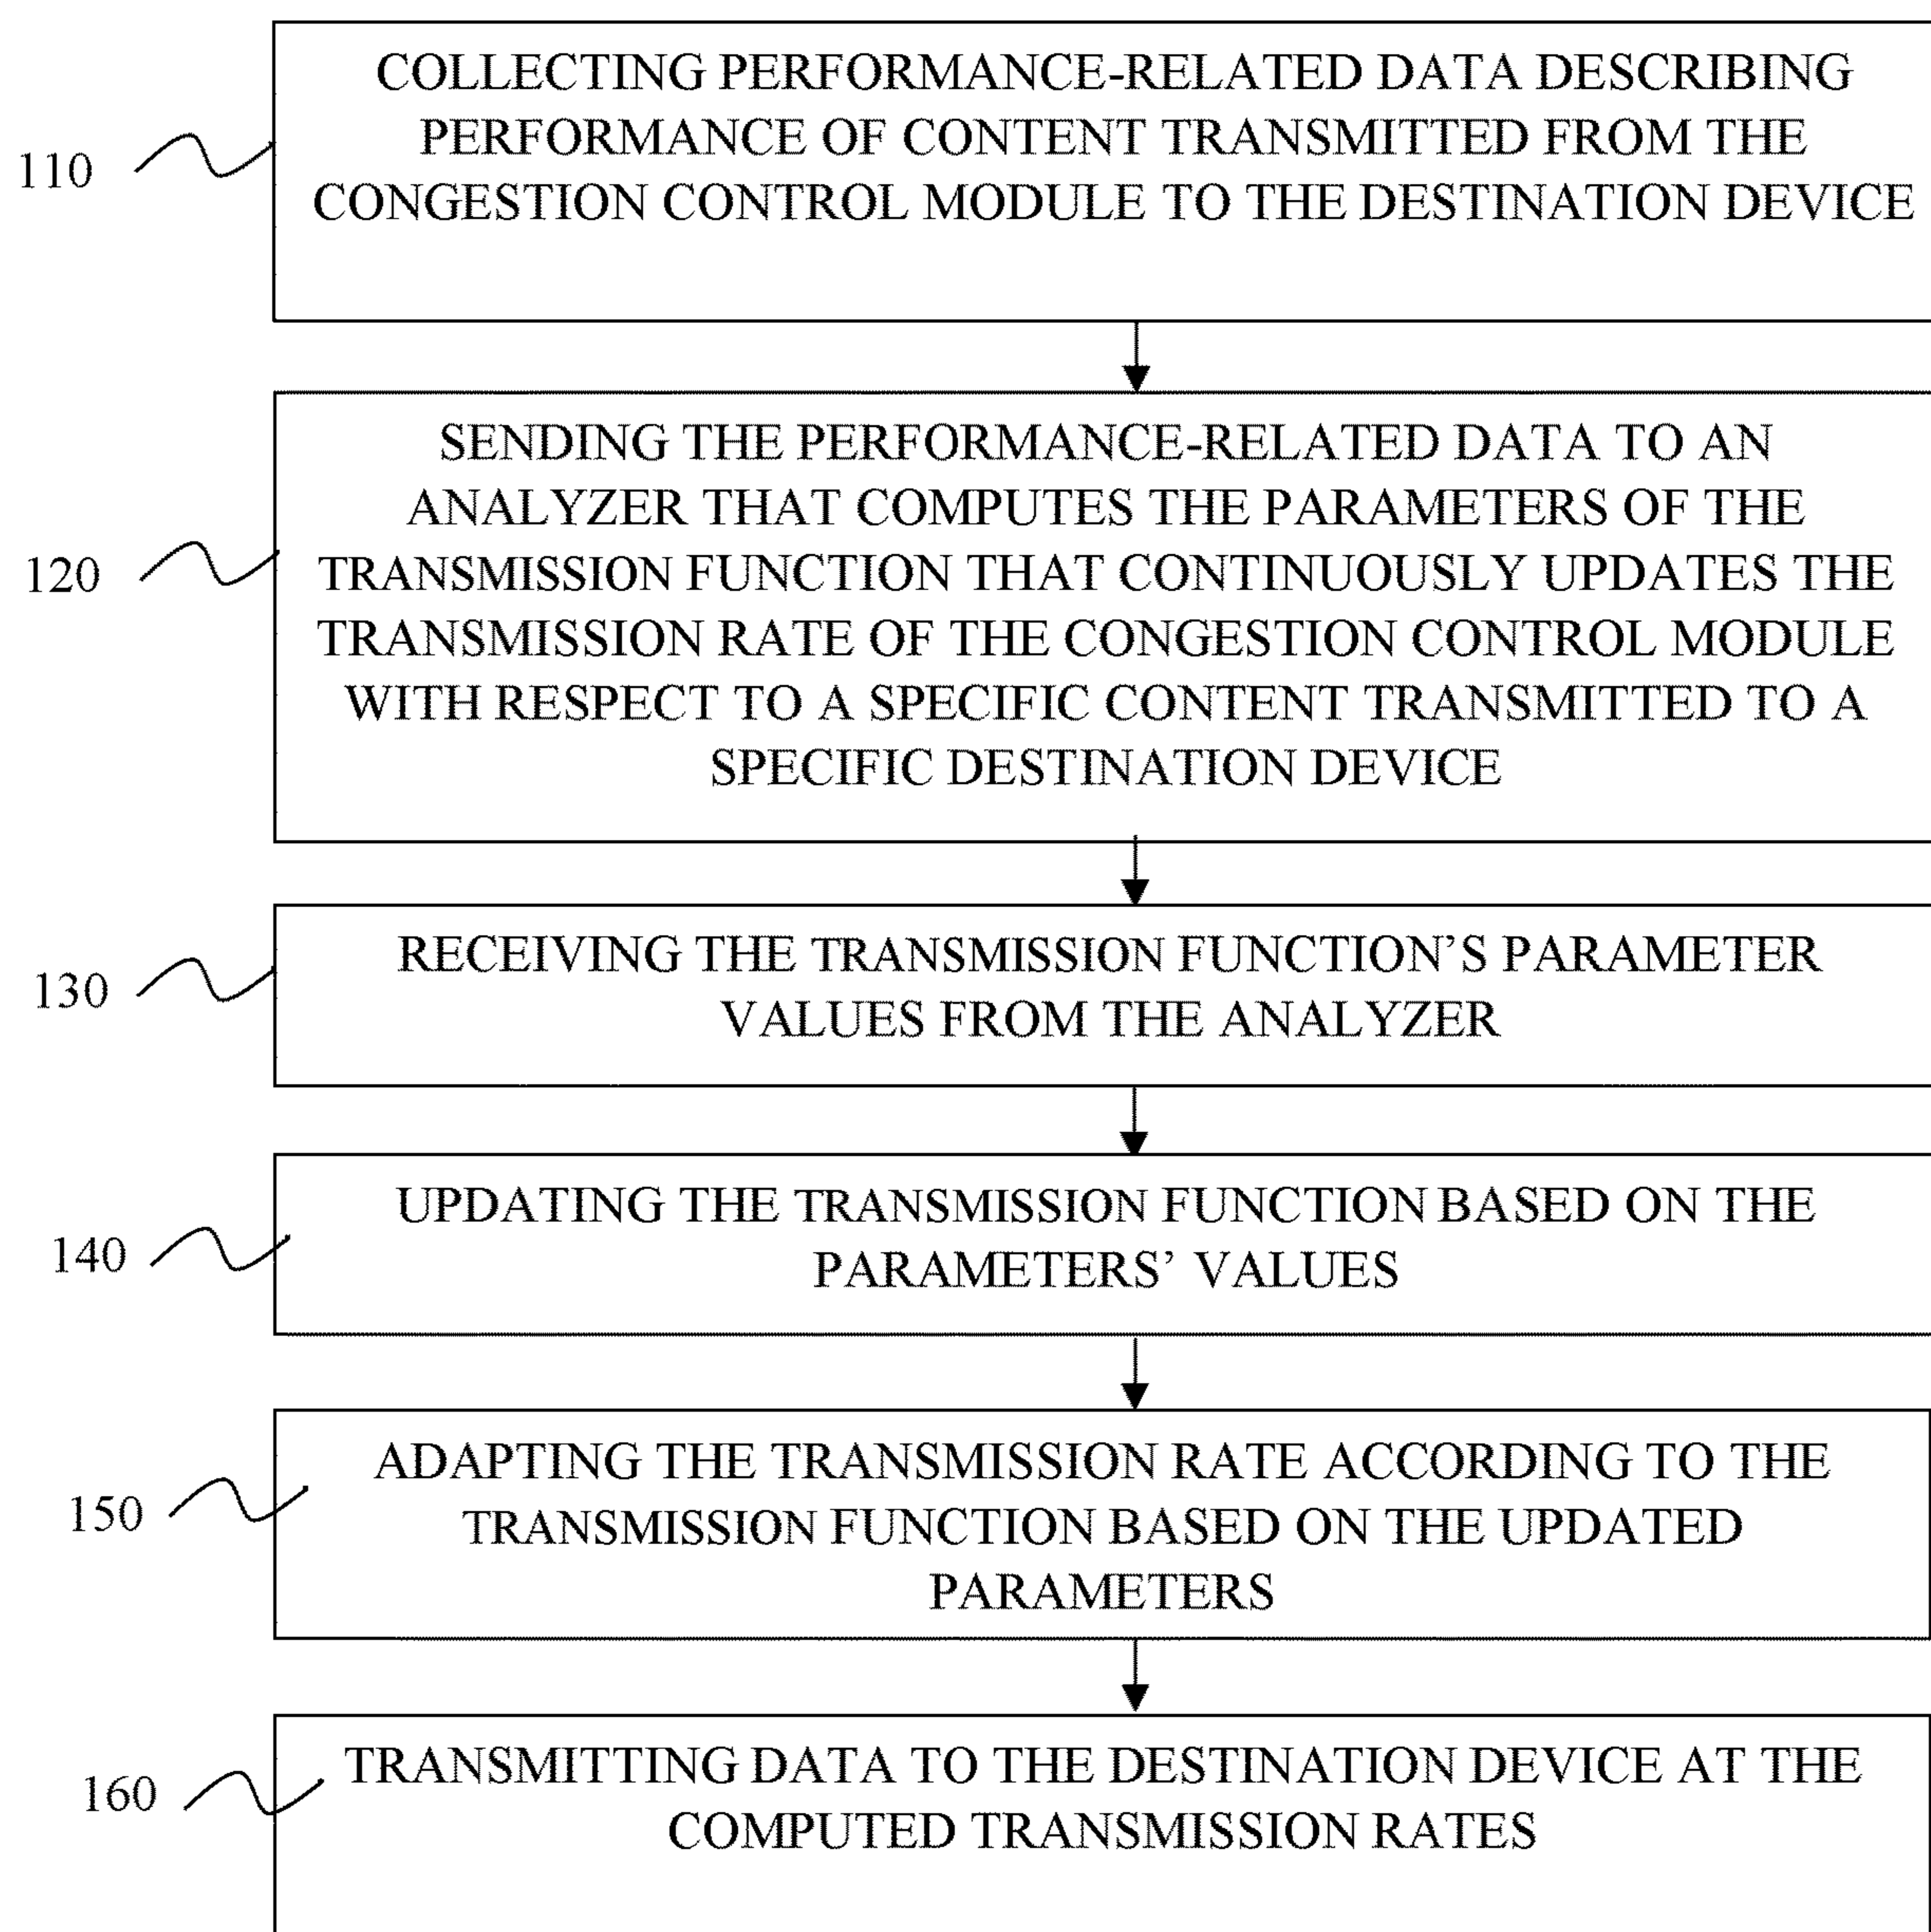 COLLECTING PERFORMANCE-RELATED DATA DESCRIBING
PERFORMANCE OF CONTENT TRANSMITTED FROM THE
110
CONGESTION CONTROL MODULE TO THE DESTINATION DEVICE
SENDING THE PERFORMANCE-RELATED DATA TO AN
ANALYZER THAT COMPUTES THE PARAMETERS OF THE
120
TRANSMISSION FUNCTION THAT CONTINUOUSLY UPDATES THE
TRANSMISSION RATE OF THE CONGESTION CONTROL MODULE
WITH RESPECT TO A SPECIFIC CONTENT TRANSMITTED TO A
SPECIFIC DESTINATION DEVICE
130
RECEIVING THE TRANSMISSION FUNCTION’S PARAMETER
VALUES FROM THE ANALYZER
140
UPDATING THE TRANSMISSION FUNCTION BASED ON THE
PARAMETERS’ VALUES
150
ADAPTING THE TRANSMISSION RATE ACCORDING TO THE
TRANSMISSION FUNCTION BASED ON THE UPDATED
PARAMETERS
160
TRANSMITTING DATA TO THE DESTINATION DEVICE AT THE
COMPUTED TRANSMISSION RATES